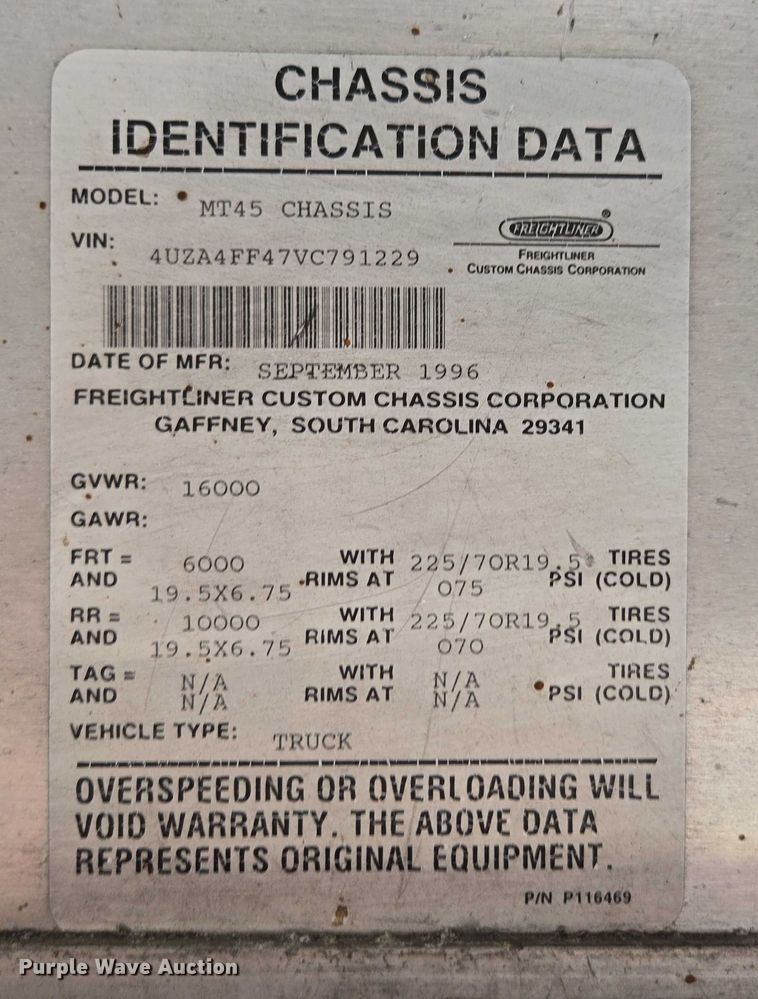 CHASSIS
IDENTIFICATION DATA
MODEL: MT45 CHASSIS
VIN: 4UZA4FF47VC791229
FREIGHTLINER ®
FREIGHTLINER
CUSTOM CHASSIS CORPORATION
DATE OF MFR: SEPTEMBER 1996
FREIGHTLINER CUSTOM CHASSIS CORPORATION
GAFFNEY, SOUTH CAROLINA 29341
GVWR: 16000
GAWR:
FRT = 6000 WITH 225/70R19.5 TIRES
AND 19.5X6.75 RIMS AT 075 PSI (COLD)
RR = 10000 WITH 225/70R19.5 TIRES
AND 19.5X6.75 RIMS AT 070 PSI (COLD)
TAG = N/A WITH N/A TIRES
AND N/A RIMS AT N/A PSI (COLD)
VEHICLE TYPE: TRUCK
OVERSPEEDING OR OVERLOADING WILL
VOID WARRANTY. THE ABOVE DATA
REPRESENTS ORIGINAL EQUIPMENT.
P/N P116469
Purple Wave Auction